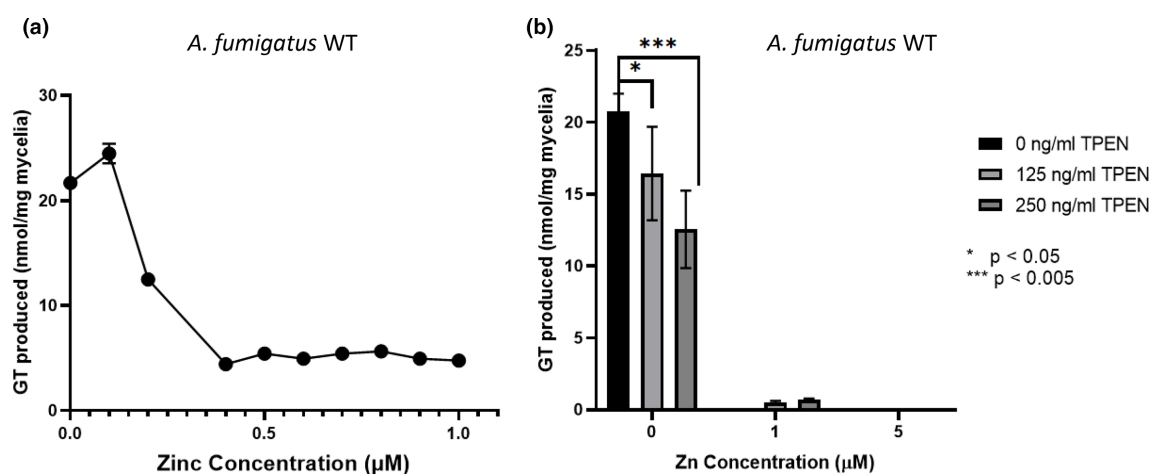 (a)
A. fumigatus WT
GT produced (nmol/mg mycelia)
30
20
10
0
0.0
0.5
1.0
Zinc Concentration (µM)
(b)
A. fumigatus WT
GT produced (nmol/mg mycelia)
25
20
15
10
5
0
***
*
0
1
5
Zn Concentration (µM)
0 ng/ml TPEN
125 ng/ml TPEN
250 ng/ml TPEN
* p < 0.05
*** p < 0.005